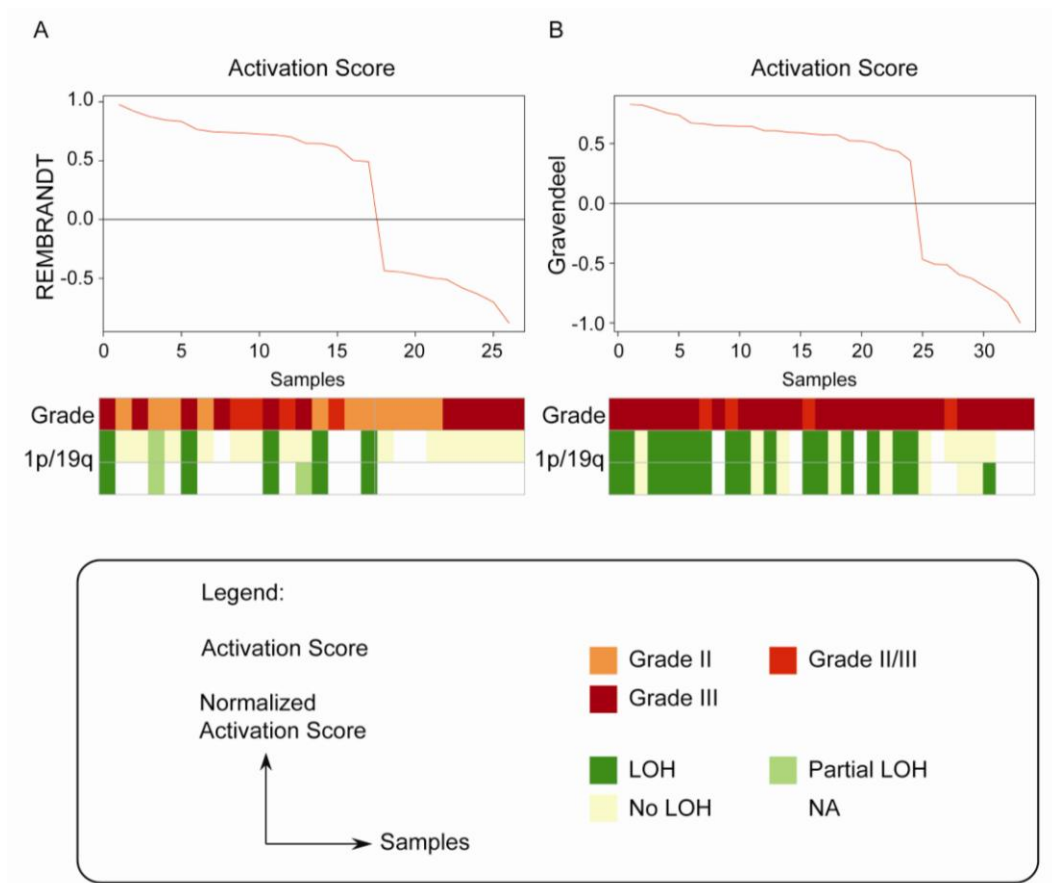 A
B
Activation Score
Activation Score
REMBRANDT
1.0
0.5
0.0
-0.5
0 5 10 15 20 25
Samples
Gravendeel
0.5
0.0
-0.5
-1.0
0 5 10 15 20 25 30
Samples
Grade
1p/19q
Grade
1p/19q
Legend:
Activation Score
Normalized
Activation Score
Samples
Grade II
Grade II/III
Grade III
LOH
Partial LOH
No LOH
NA